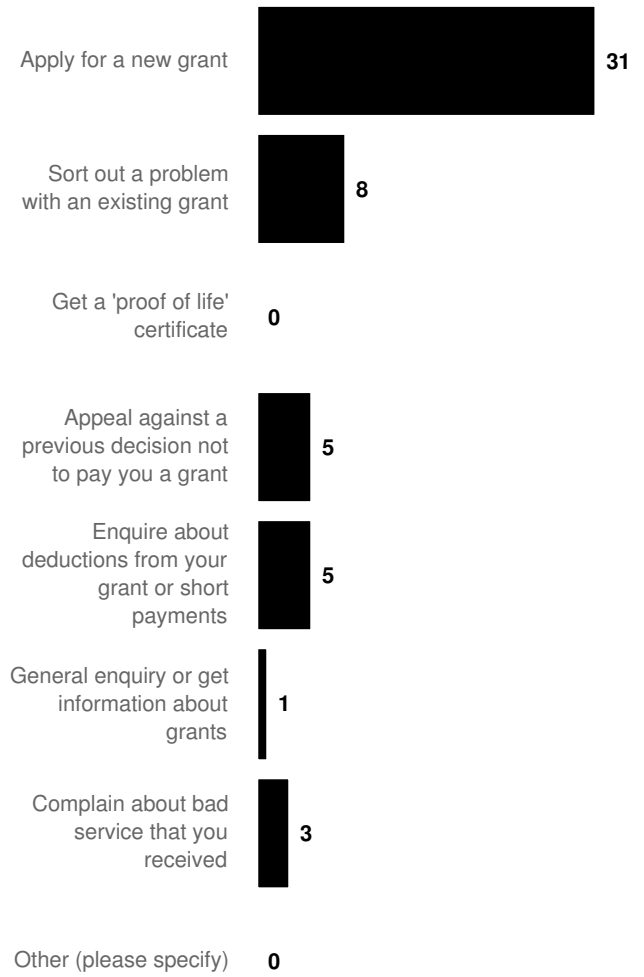 Apply for a new grant
31
Sort out a problem
with an existing grant
8
Get a 'proof of life'
certificate
0
Appeal against a
previous decision not
to pay you a grant
5
Enquire about
deductions from your
grant or short
payments
5
General enquiry or get
information about
grants
1
Complain about bad
service that you
received
3
Other (please specify)
0